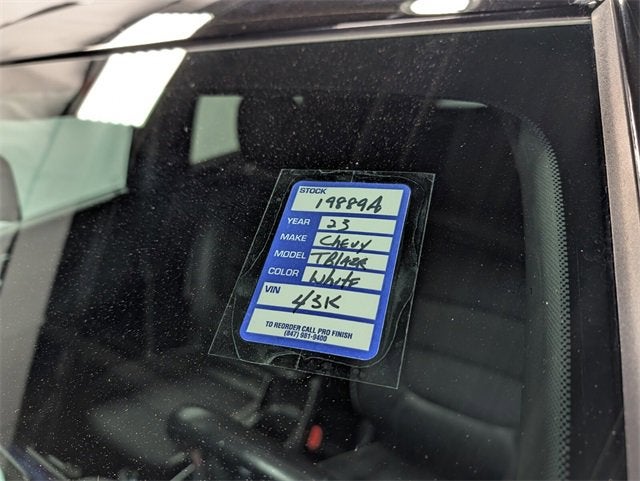 STOCK
19889A
YEAR 23
MAKE Chevy
MODEL TBlazer
COLOR White
VIN
43K
TO REORDER CALL PRO FINISH
(847) 981-9400